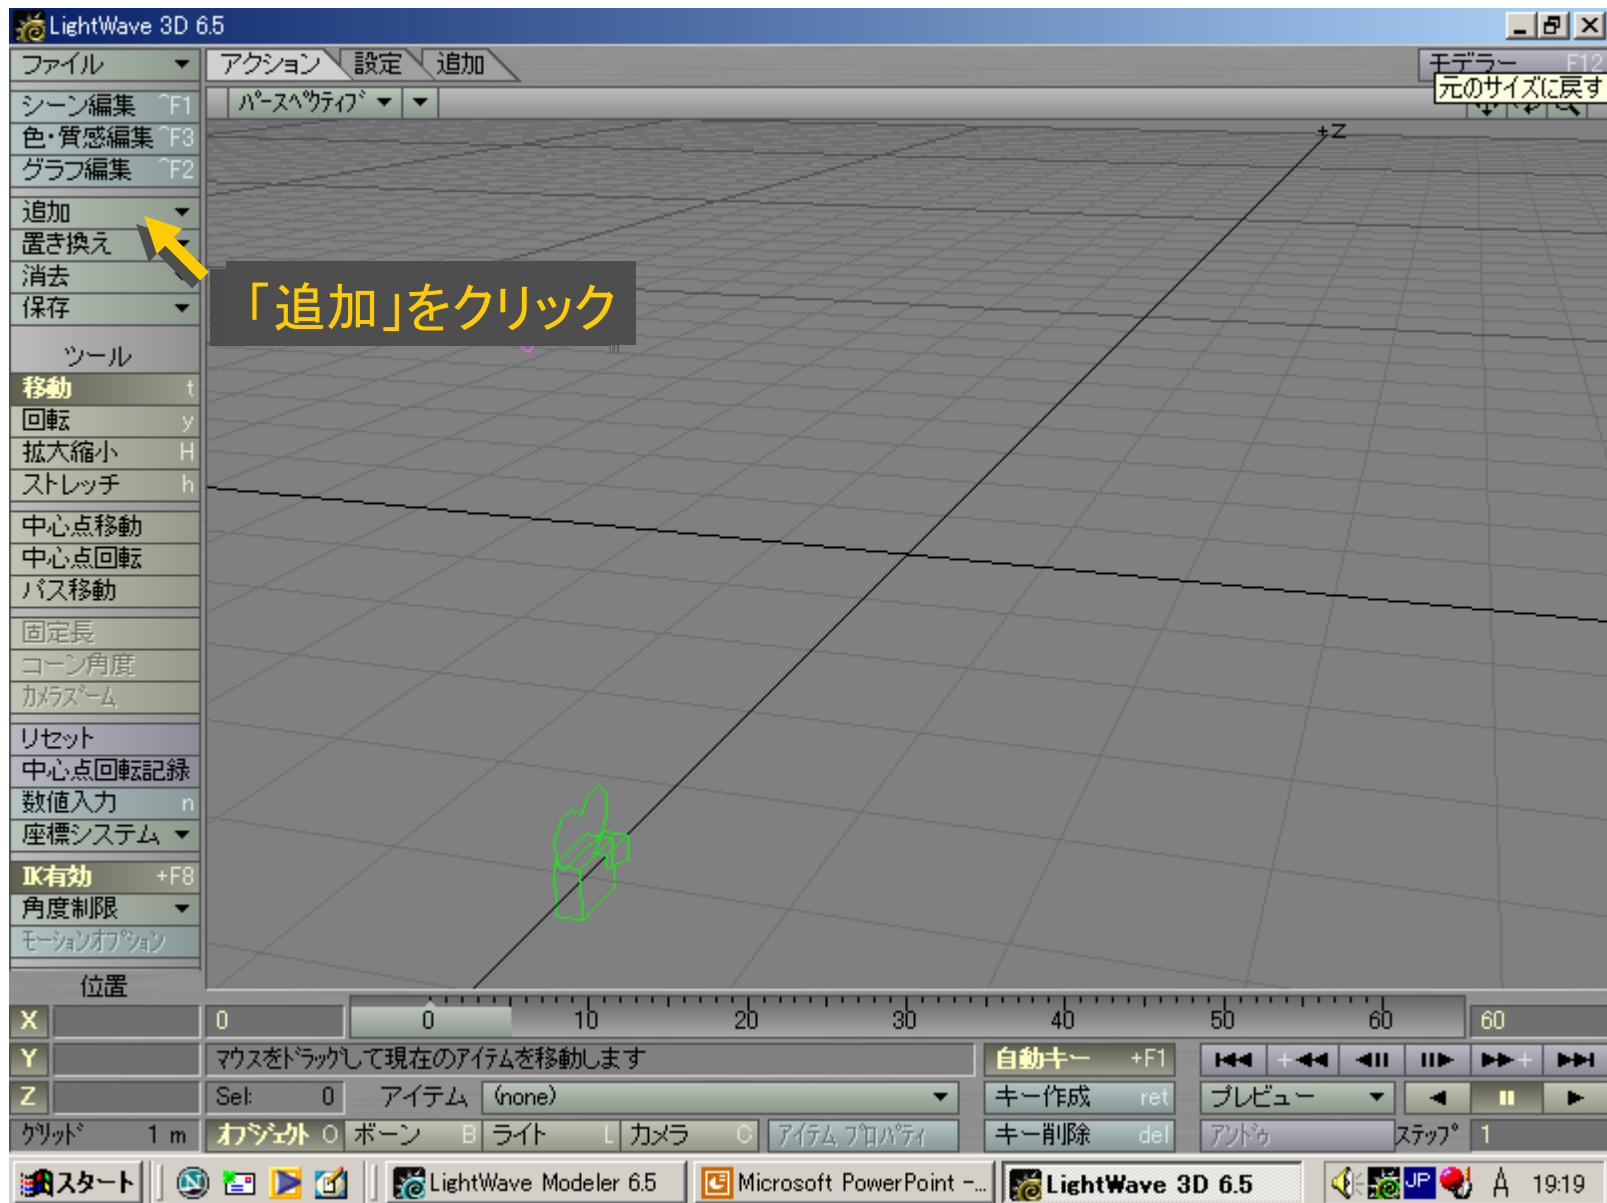 LightWave 3D 6.5
ファイル
アクション 設定 追加
モデラー F12
元のサイズに戻す
パースペクティブ
シーン編集 ^F1
色・質感編集 ^F3
グラフ編集 ^F2
+Z
追加
置き換え
消去
保存
「追加」をクリック
ツール
移動 t
回転 y
拡大縮小 H
ストレッチ h
中心点移動
中心点回転
パス移動
固定長
コーン角度
カメラズーム
リセット
中心点回転記録
数値入力 n
座標システム
IK有効 +F8
角度制限
モーションオプション
位置
X 0 0 10 20 30 40 50 60 60
Y マウスをドラッグして現在のアイテムを移動します 自動キー +F1
Z Sel: 0 アイテム (none) キー作成 ret プレビュー
グリッド 1 m オブジェクト O ボーン B ライト L カメラ C アイテム プロパティ キー削除 del アンドゥ ステップ 1
スタート LightWave Modeler 6.5 Microsoft PowerPoint -... LightWave 3D 6.5 JP A 19:19